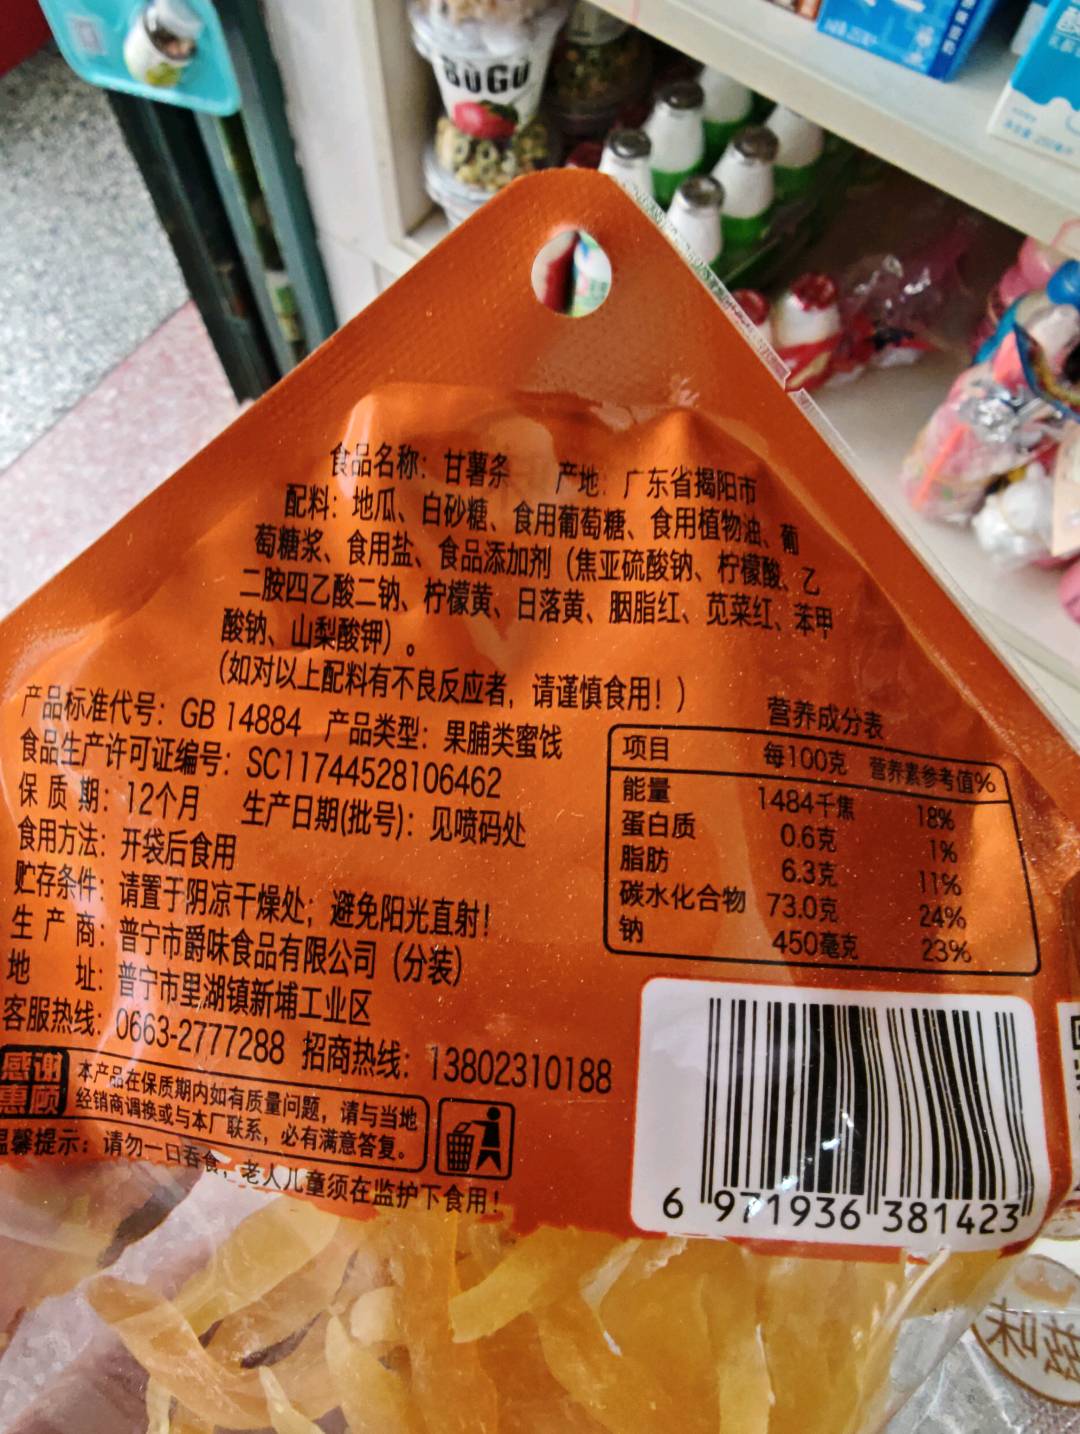 BUGU
食品名称：甘薯条 产地：广东省揭阳市
配料：地瓜、白砂糖、食用葡萄糖、食用植物油、葡
萄糖浆、食用盐、食品添加剂（焦亚硫酸钠、柠檬酸、乙
二胺四乙酸二钠、柠檬黄、日落黄、胭脂红、苋菜红、苯甲
酸钠、山梨酸钾）。
（如对以上配料有不良反应者，请谨慎食用！）
产品标准代号：GB 14884 产品类型：果脯类蜜饯
食品生产许可证编号：SC11744528106462
保质期：12个月 生产日期(批号)：见喷码处
食用方法：开袋后食用
贮存条件：请置于阴凉干燥处；避免阳光直射！
生产商：普宁市爵味食品有限公司（分装）
地址：普宁市里湖镇新埔工业区
客服热线：0663-2777288 招商热线：13802310188
感谢
惠顾
本产品在保质期内如有质量问题，请与当地
经销商调换或与本厂联系，必有满意答复。
温馨提示：请勿一口吞食，老人儿童须在监护下食用！
营养成分表
项目 每100克 营养素参考值%
能量 1484千焦 18%
蛋白质 0.6克 1%
脂肪 6.3克 11%
碳水化合物 73.0克 24%
钠 450毫克 23%
6 971936 381423